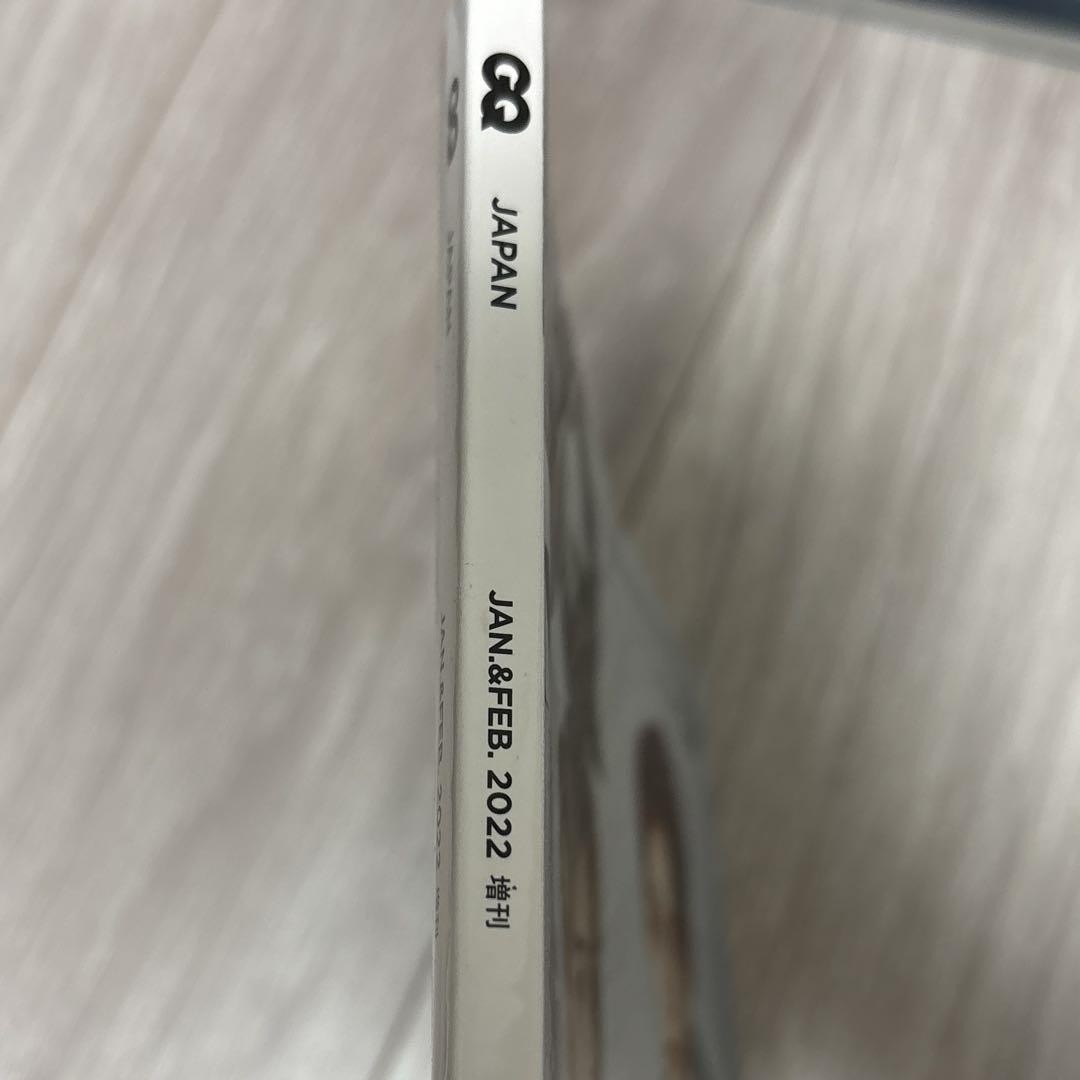 GQ JAPAN JAN.&FEB. 2022 増刊